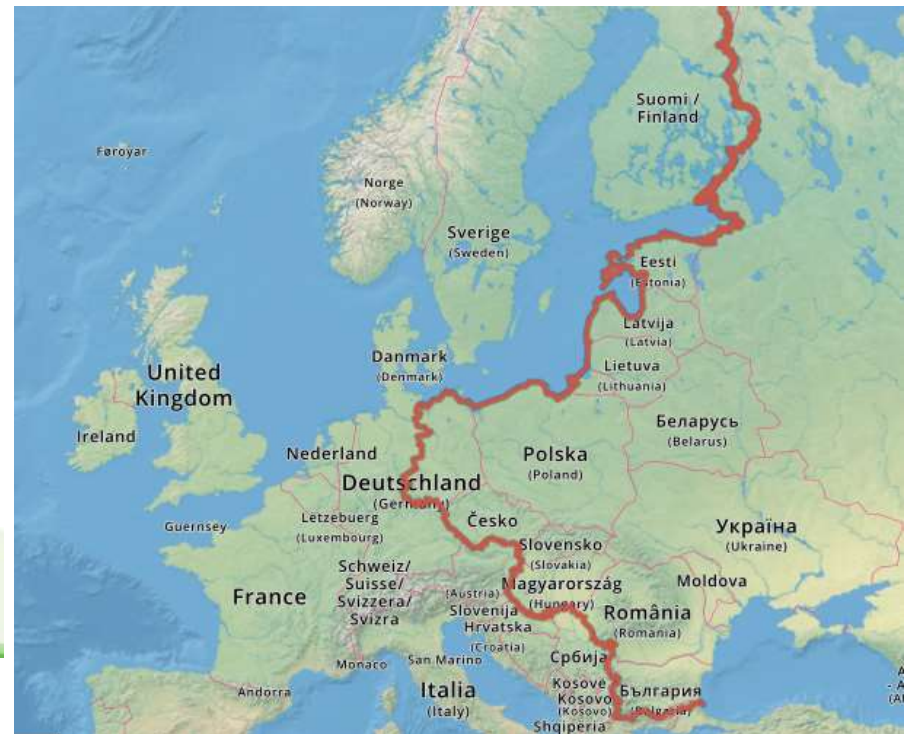 Suomi /
Finland
Føroyar
Norge
(Norway)
Sverige
(Sweden)
Eesti
(Estonia)
Latvija
(Latvia)
Danmark
(Denmark)
Lietuva
(Lithuania)
United
Kingdom
Беларусь
(Belarus)
Ireland
Nederland
Polska
(Poland)
Deutschland
(Germany)
Letzebuerg
(Luxembourg)
Česko
Guernsey
Україна
(Ukraine)
Slovensko
(Slovakia)
Schweiz/
Suisse/
Svizzera/
Svizra
Magyarország
(Hungary)
Moldova
(Austria)
France
Slovenija
Hrvatska
(Croatia)
România
(Romania)
Србија
Monaco
San Marino
Andorra
Italia
(Italy)
Kosovë
Kosovo
(Kosovo)
България
(Bulgaria)
Shqipëria